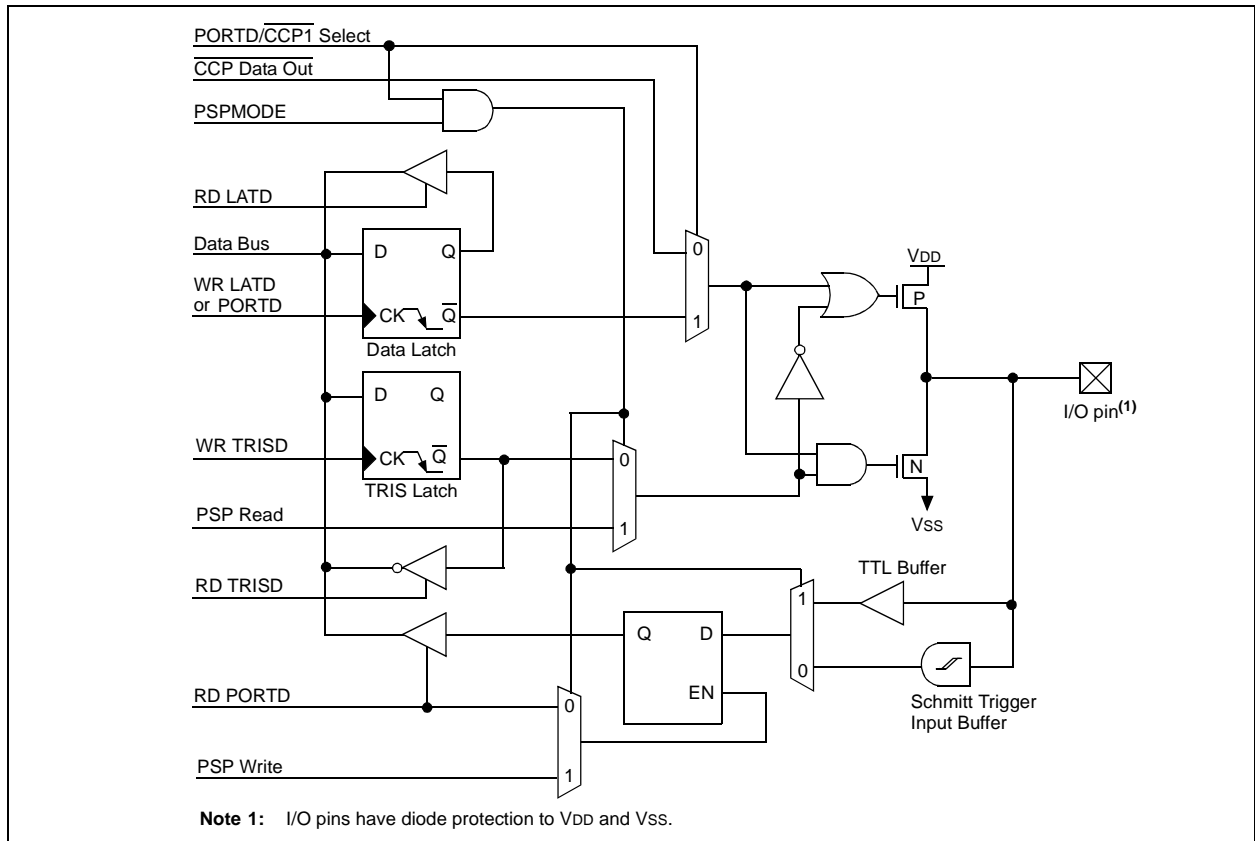 PORTD/CCP1 Select
CCP Data Out
PSPMODE
RD LATD
Data Bus
WR LATD
or PORTD
D Q
CK Q
Data Latch
0
1
VDD
P
I/O pin(1)
N
VSS
D Q
WR TRISD
CK Q
TRIS Latch
0
PSP Read
1
RD TRISD
TTL Buffer
1
Q D
0
EN
RD PORTD
0
Schmitt Trigger
Input Buffer
PSP Write
1
Note 1: I/O pins have diode protection to VDD and VSS.